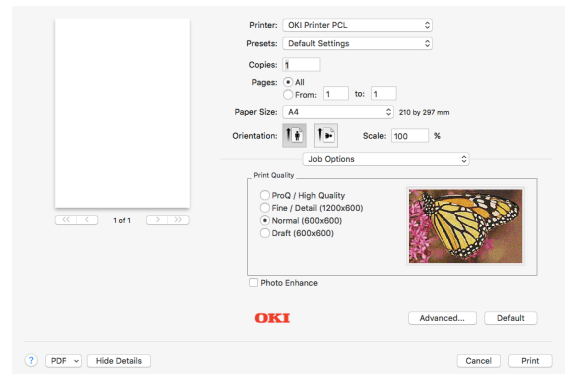 Printer: OKI Printer PCL
Presets: Default Settings
Copies: 1
Pages: All
From: 1 to: 1
Paper Size: A4 210 by 297 mm
Orientation: Scale: 100 %
Job Options
Print Quality
ProQ / High Quality
Fine / Detail (1200x600)
Normal (600x600)
Draft (600x600)
<< < 1 of 1 > >>
Photo Enhance
OKI Advanced... Default
? PDF Hide Details Cancel Print